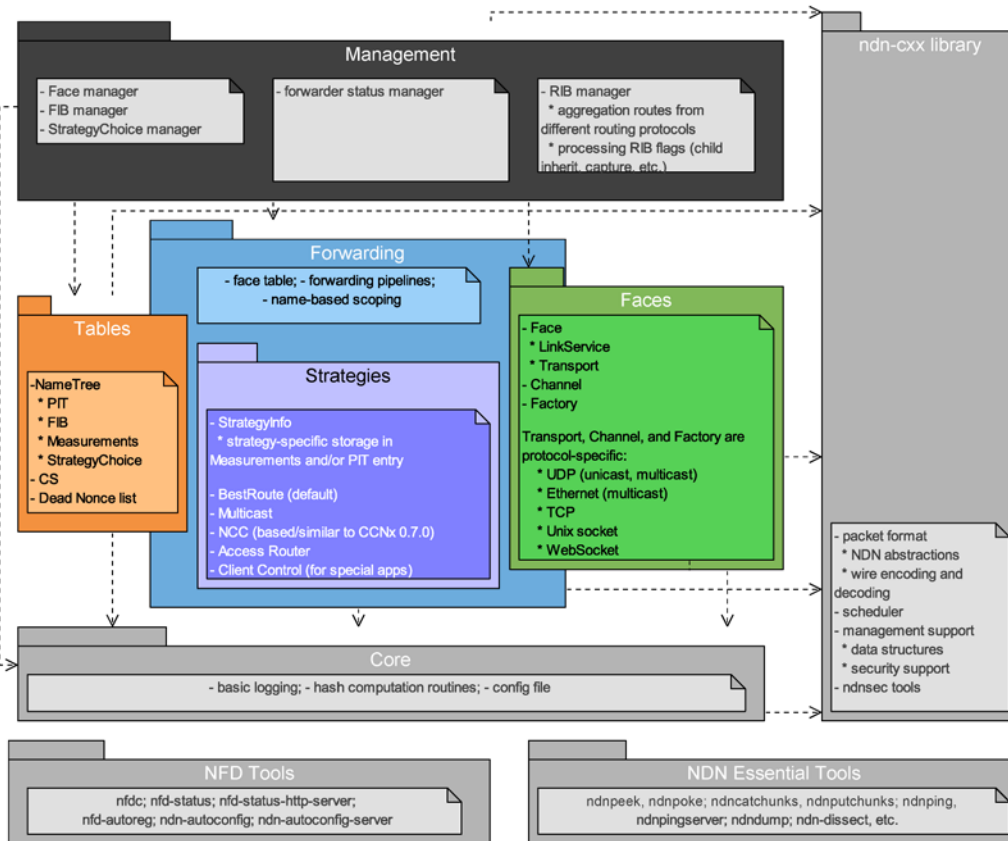 Management
- Face manager
- FIB manager
- StrategyChoice manager
- forwarder status manager
- RIB manager
* aggregation routes from
different routing protocols
* processing RIB flags (child
inherit, capture, etc.)
ndn-cxx library
- packet format
* NDN abstractions
* wire encoding and
decoding
- scheduler
- management support
* data structures
* security support
- ndnsec tools
Forwarding
- face table; - forwarding pipelines;
- name-based scoping
Tables
-NameTree
* PIT
* FIB
* Measurements
* StrategyChoice
- CS
- Dead Nonce list
Strategies
- StrategyInfo
* strategy-specific storage in
Measurements and/or PIT entry
- BestRoute (default)
- Multicast
- NCC (based/similar to CCNx 0.7.0)
- Access Router
- Client Control (for special apps)
Faces
- Face
* LinkService
* Transport
- Channel
- Factory
Transport, Channel, and Factory are
protocol-specific:
* UDP (unicast, multicast)
* Ethernet (multicast)
* TCP
* Unix socket
* WebSocket
Core
- basic logging; - hash computation routines; - config file
NFD Tools
nfdc; nfd-status; nfd-status-http-server;
nfd-autoreg; ndn-autoconfig; ndn-autoconfig-server
NDN Essential Tools
ndnpeek, ndnpoke; ndncatchunks, ndnputchunks; ndnping,
ndnpingserver; ndndump; ndn-dissect, etc.